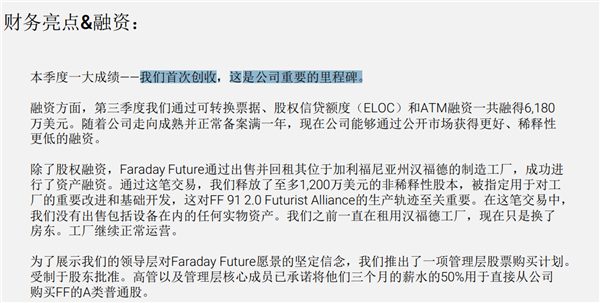 财务亮点&融资：
本季度一大成绩——我们首次创收，这是公司重要的里程碑。
融资方面，第三季度我们通过可转换票据、股权信贷额度（ELOC）和ATM融资一共融得6,180
万美元。随着公司走向成熟并正常备案满一年，现在公司能够通过公开市场获得更好、稀释性
更低的融资。
除了股权融资，Faraday Future通过出售并回租其位于加利福尼亚州汉福德的制造工厂，成功进
行了资产融资。通过这笔交易，我们释放了至多1,200万美元的非稀释性股本，被指定用于对工
厂的重要改进和基础开发，这对FF 91 2.0 Futurist Alliance的生产轨迹至关重要。在这笔交易中，
我们没有出售包括设备在内的任何实物资产。我们之前一直在租用汉福德工厂，现在只是换了
房东。工厂继续正常运营。
为了展示我们的领导层对Faraday Future愿景的坚定信念，我们推出了一项管理层股票购买计划。
受制于股东批准。高管以及管理层核心成员已承诺将他们三个月的薪水的50%用于直接从公司
购买FF的A类普通股。